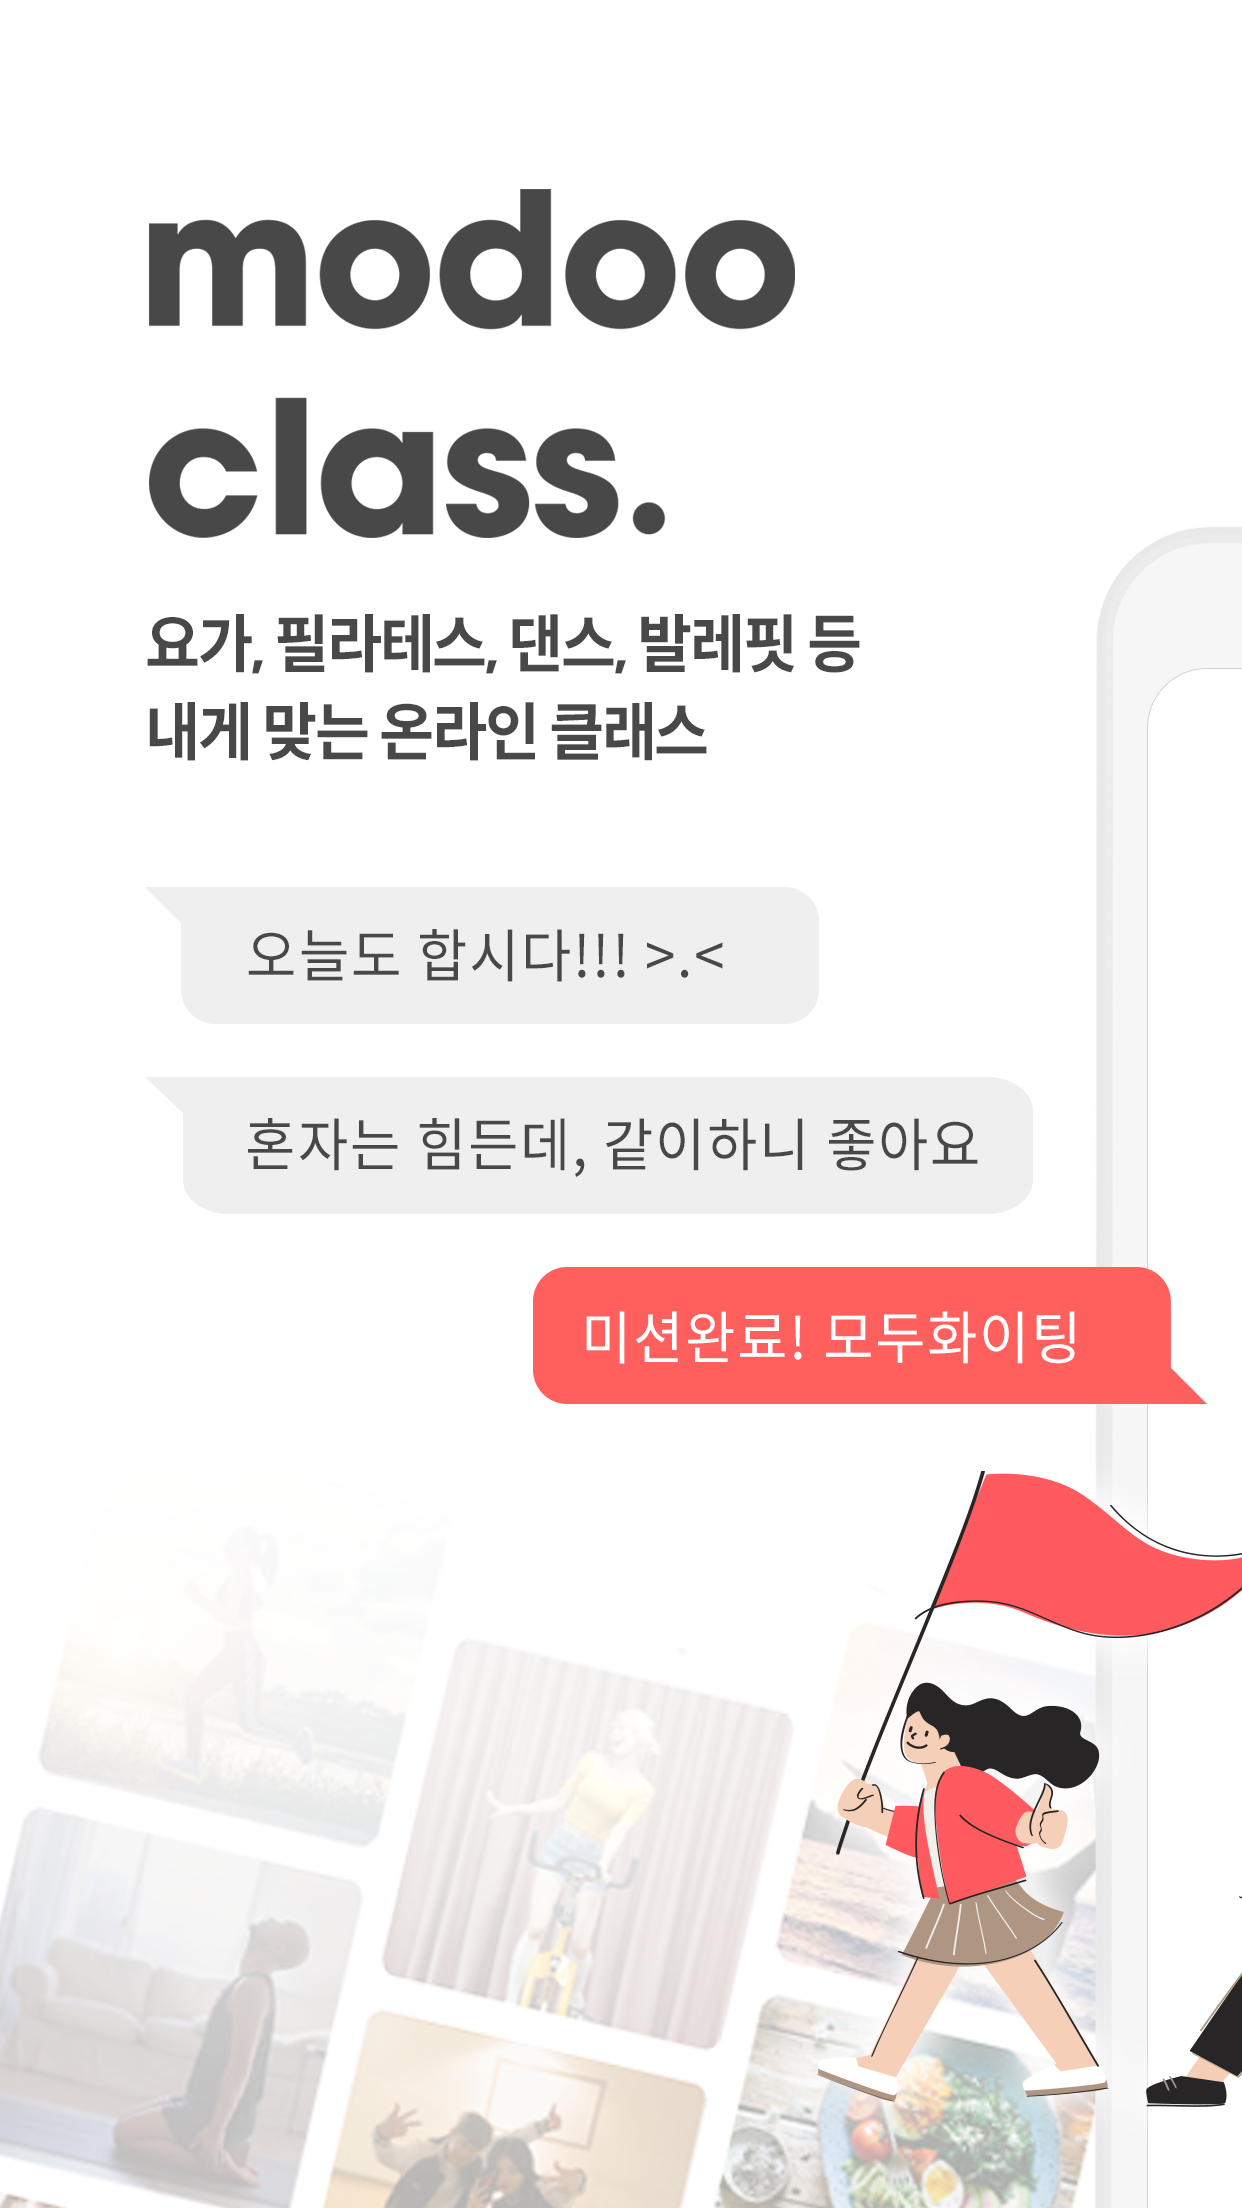 modoo
class.
요가, 필라테스, 댄스, 발레핏 등
내게 맞는 온라인 클래스
오늘도 합시다!!! >.<
혼자는 힘든데, 같이하니 좋아요
미션완료! 모두화이팅